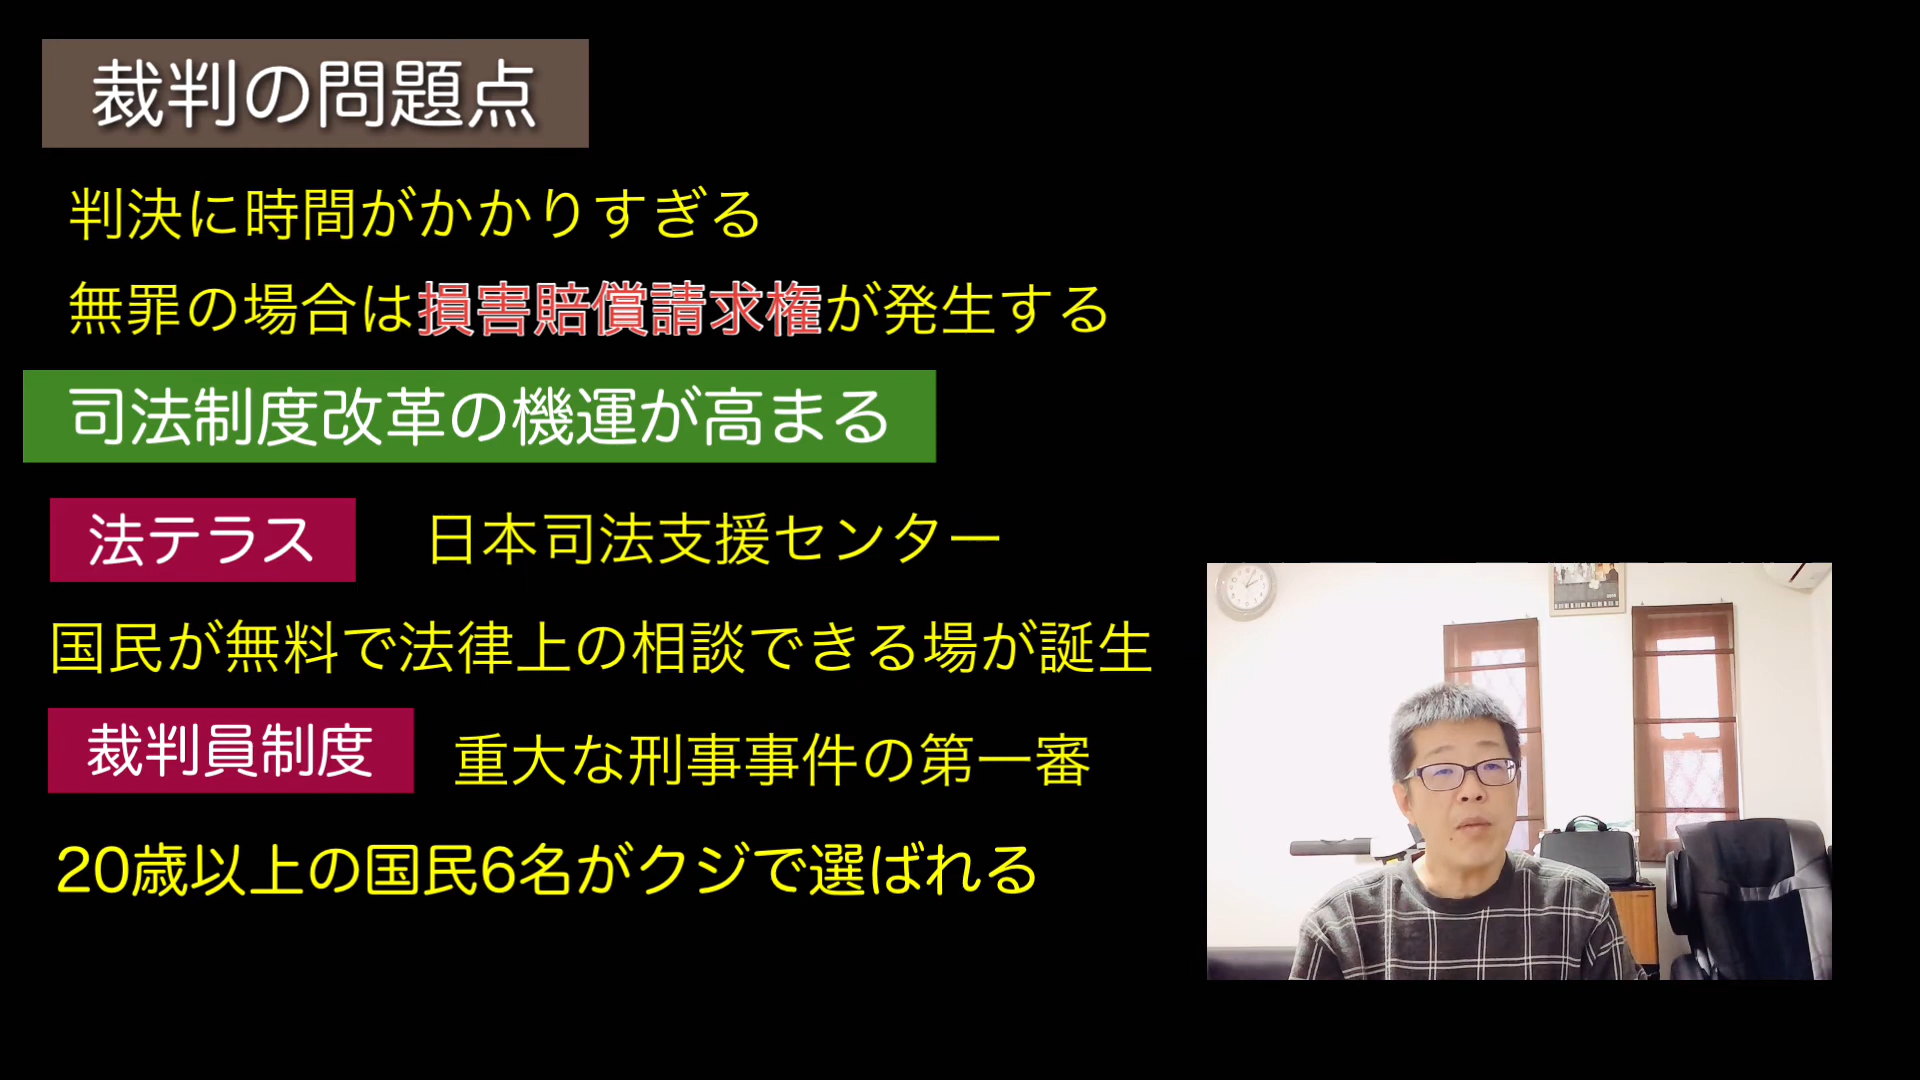 裁判の問題点
判決に時間がかかりすぎる
無罪の場合は損害賠償請求権が発生する
司法制度改革の機運が高まる
法テラス 日本司法支援センター
国民が無料で法律上の相談できる場が誕生
裁判員制度 重大な刑事事件の第一審
20歳以上の国民6名がクジで選ばれる